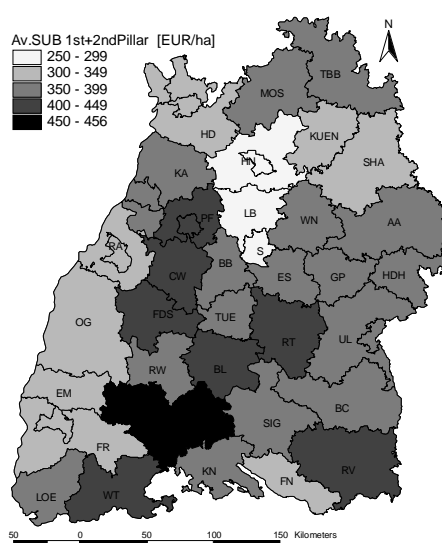 Av.SUB 1st+2ndPillar [EUR/ha]
250 - 299
300 - 349
350 - 399
400 - 449
450 - 456
N
TBB
MOS
HD
KUEN
HN
SHA
KA
PF
LB
WN
AA
RA
S
CW
BB
ES
GP
HDH
OG
FDS
TUE
RT
UL
RW
BL
EM
SIG
BC
FR
LOE
WT
KN
FN
RV
50 0 50 100 150 Kilometers